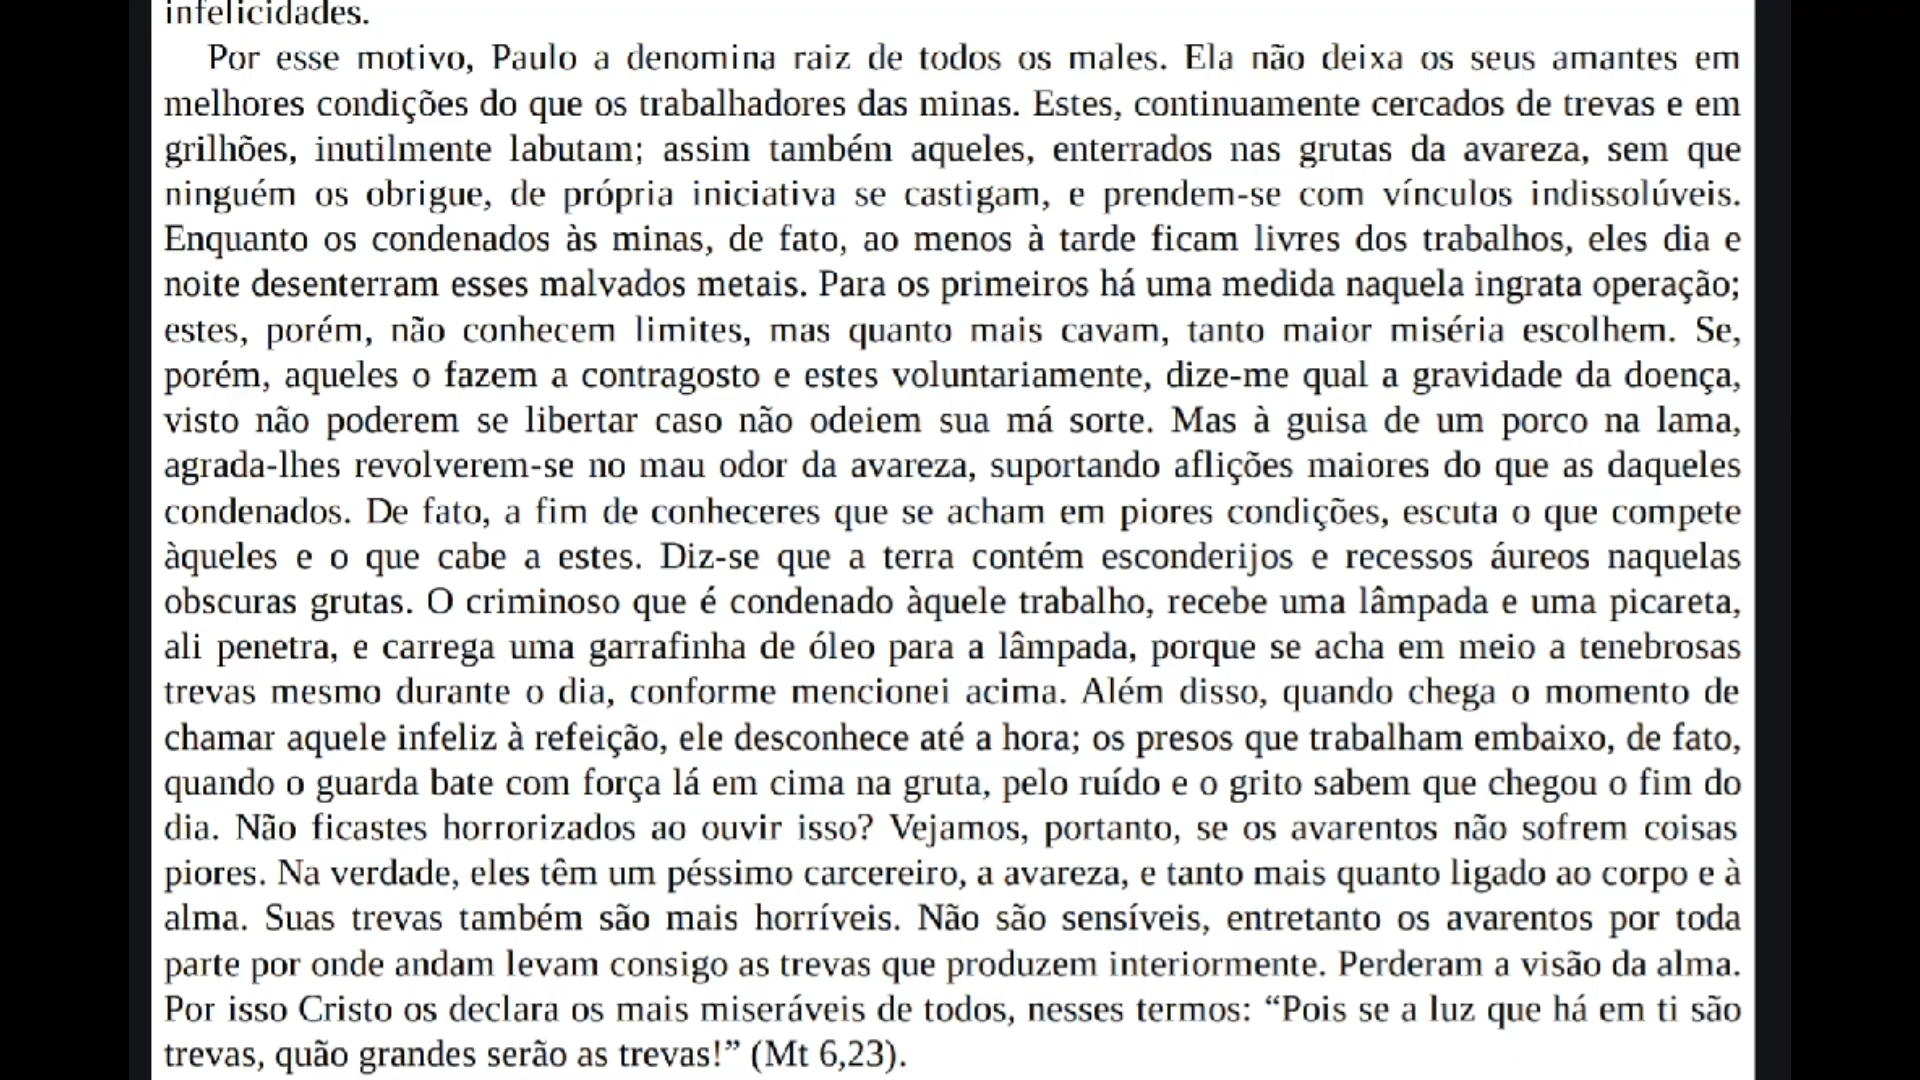 infelicidades.
Por esse motivo, Paulo a denomina raiz de todos os males. Ela não deixa os seus amantes em
melhores condições do que os trabalhadores das minas. Estes, continuamente cercados de trevas e em
grilhões, inutilmente labutam; assim também aqueles, enterrados nas grutas da avareza, sem que
ninguém os obrigue, de própria iniciativa se castigam, e prendem-se com vínculos indissolúveis.
Enquanto os condenados às minas, de fato, ao menos à tarde ficam livres dos trabalhos, eles dia e
noite desenterram esses malvados metais. Para os primeiros há uma medida naquela ingrata operação;
estes, porém, não conhecem limites, mas quanto mais cavam, tanto maior miséria escolhem. Se,
porém, aqueles o fazem a contragosto e estes voluntariamente, dize-me qual a gravidade da doença,
visto não poderem se libertar caso não odeiem sua má sorte. Mas à guisa de um porco na lama,
agrada-lhes revolverem-se no mau odor da avareza, suportando aflições maiores do que as daqueles
condenados. De fato, a fim de conheceres que se acham em piores condições, escuta o que compete
àqueles e o que cabe a estes. Diz-se que a terra contém esconderijos e recessos áureos naquelas
obscuras grutas. O criminoso que é condenado àquele trabalho, recebe uma lâmpada e uma picareta,
ali penetra, e carrega uma garrafinha de óleo para a lâmpada, porque se acha em meio a tenebrosas
trevas mesmo durante o dia, conforme mencionei acima. Além disso, quando chega o momento de
chamar aquele infeliz à refeição, ele desconhece até a hora; os presos que trabalham embaixo, de fato,
quando o guarda bate com força lá em cima na gruta, pelo ruído e o grito sabem que chegou o fim do
dia. Não ficastes horrorizados ao ouvir isso? Vejamos, portanto, se os avarentos não sofrem coisas
piores. Na verdade, eles têm um péssimo carcereiro, a avareza, e tanto mais quanto ligado ao corpo e à
alma. Suas trevas também são mais horríveis. Não são sensíveis, entretanto os avarentos por toda
parte por onde andam levam consigo as trevas que produzem interiormente. Perderam a visão da alma.
Por isso Cristo os declara os mais miseráveis de todos, nesses termos: “Pois se a luz que há em ti são
trevas, quão grandes serão as trevas!” (Mt 6,23).